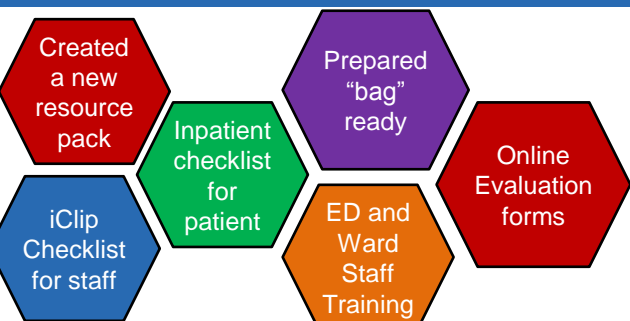 Created
a new
resource
pack
iClip
Checklist
for staff
Inpatient
checklist
for
patient
Prepared
“bag”
ready
ED and
Ward
Staff
Training
Online
Evaluation
forms